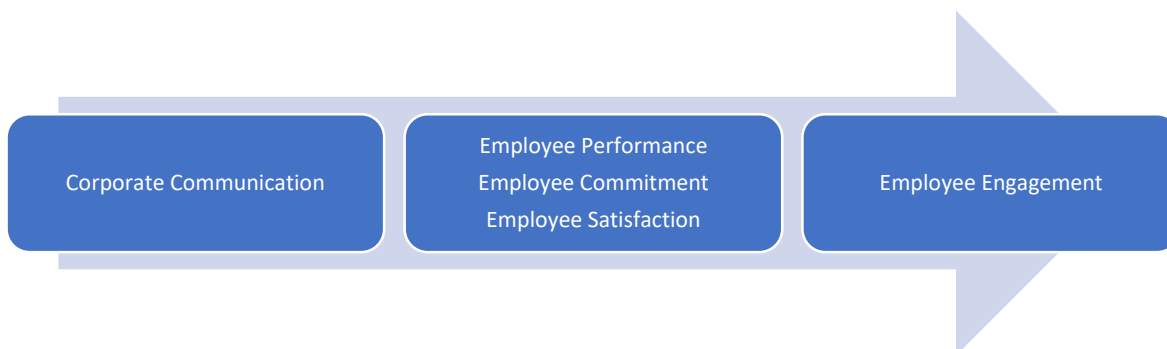 Corporate Communication
Employee Performance
Employee Commitment
Employee Satisfaction
Employee Engagement